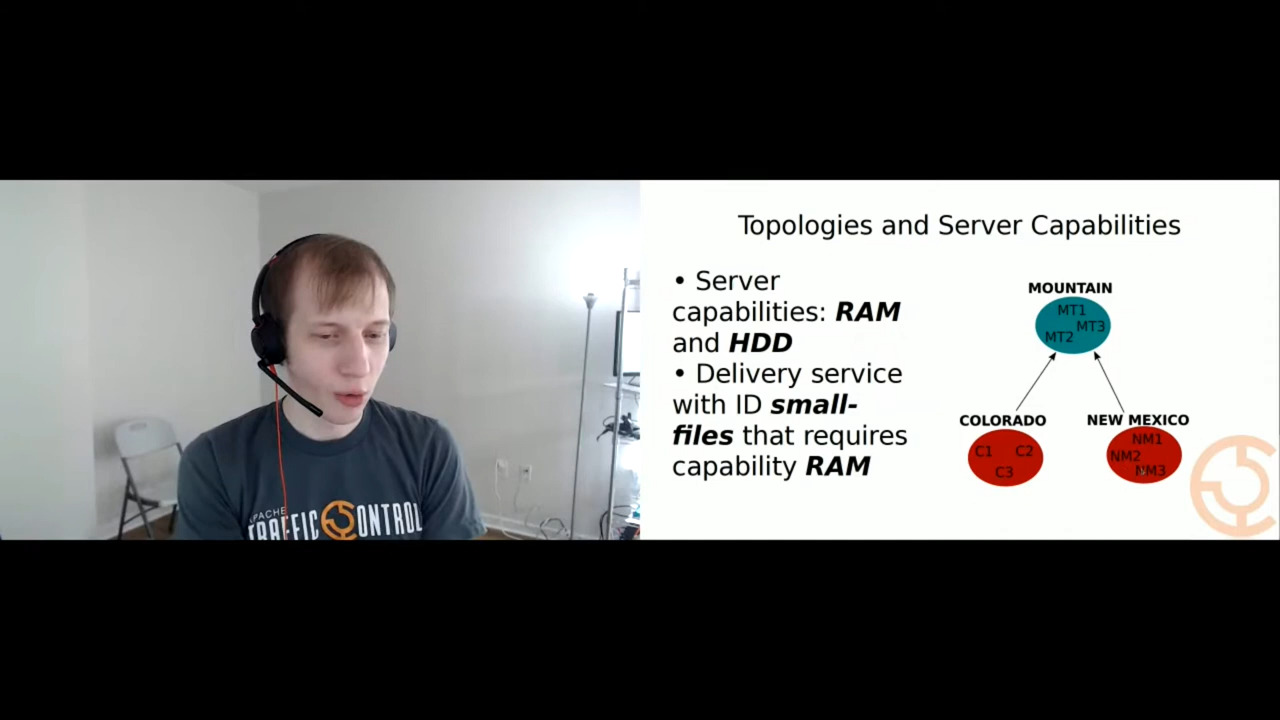 APACHE
TRAFFIC CONTROL
Topologies and Server Capabilities
• Server
capabilities: RAM
and HDD
• Delivery service
with ID small-
files that requires
capability RAM
MOUNTAIN
MT1
MT3
MT2
COLORADO
C1 C2
C3
NEW MEXICO
NM1
NM2
NM3